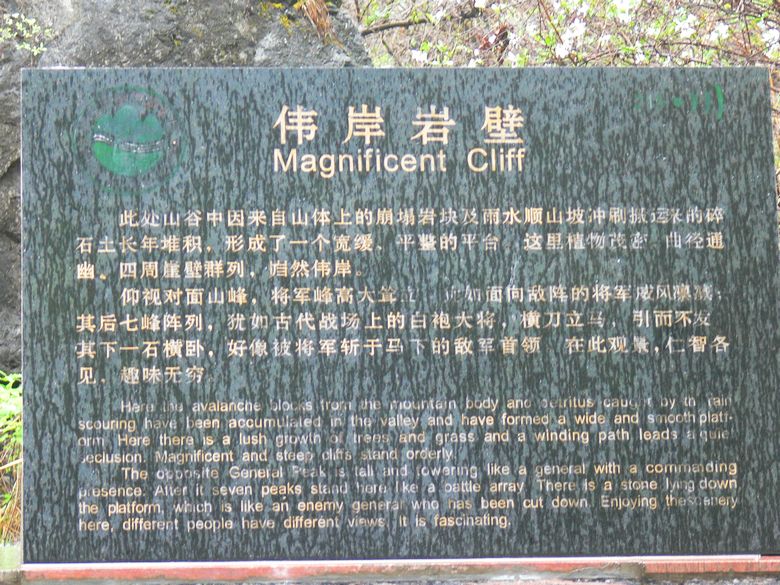 伟岸岩壁
Magnificent Cliff
此处山谷中因来自山体上的崩塌岩块及雨水顺山坡冲刷搬运来的碎
石土长年堆积，形成了一个宽缓、平整的平台。这里植物茂密，曲径通
幽。四周崖壁群列，自然伟岸。
仰视对面山峰，将军峰高大耸立，宛如面向敌阵的将军威风凛凛；
其后七峰阵列，犹如古代战场上的白袍大将，横刀立马，引而不发
其下一石横卧，好像被将军斩于马下的敌军首领 在此观景，仁智各
见，趣味无穷
Here the avalanche blocks from the mountain body and detritus caught by the rain
scouring have been accumulated in the valley and have formed a wide and smooth plat-
orm Here there is a lush growth of trees and grass and a winding path leads a quie
seclusion. Magnificent and steep cliffs stand orderly.
The opposite General Peak is tall and towering like a general with a commanding
presence. After it seven peaks stand here like a battle array. There is a stone lying down
the platform, which is like an enemy general who has been cut down. Enjoying the scenery
here, different people have different views. It is fascinating.